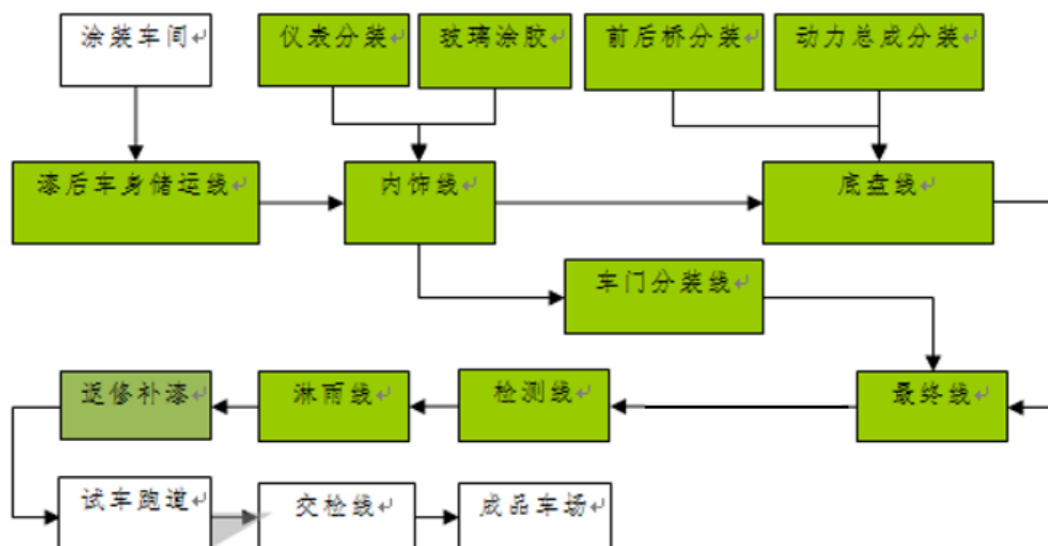 涂装车间
仪表分装
玻璃涂胶
前后桥分装
动力总成分装
漆后车身储运线
内饰线
底盘线
车门分装线
返修补漆
淋雨线
检测线
最终线
试车跑道
交检线
成品车场